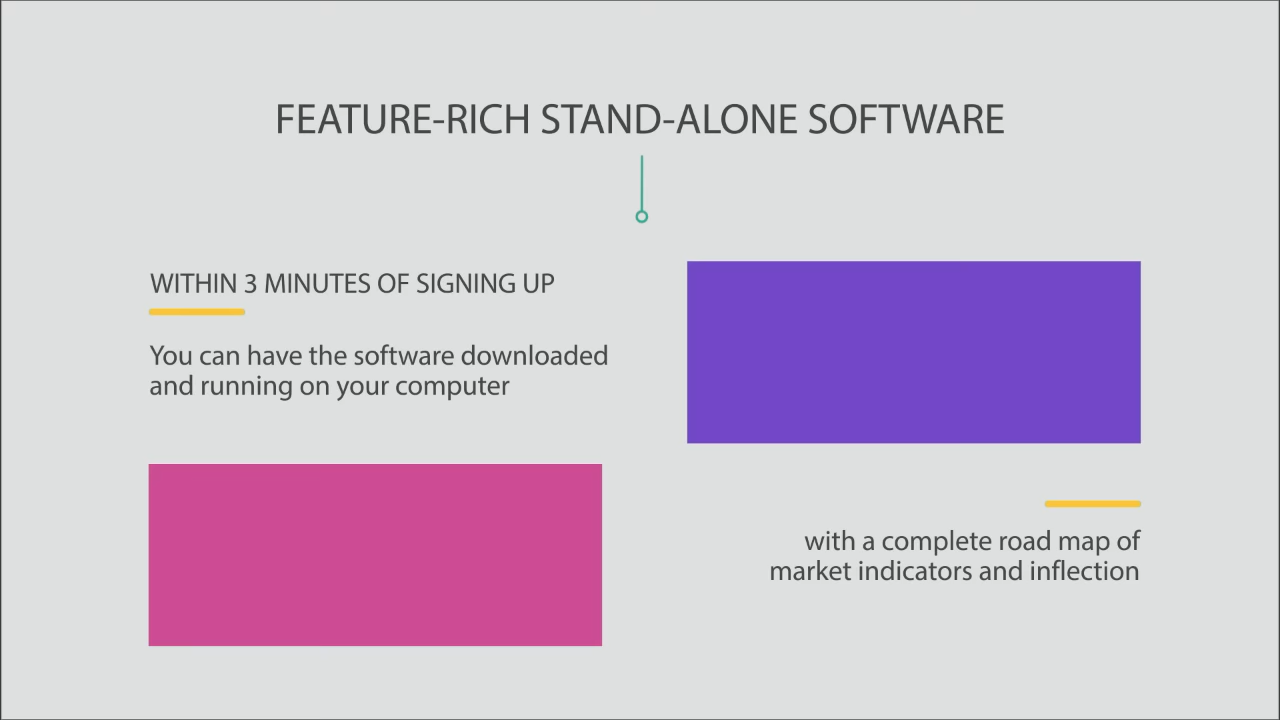 FEATURE-RICH STAND-ALONE SOFTWARE
WITHIN 3 MINUTES OF SIGNING UP
You can have the software downloaded
and running on your computer
with a complete road map of
market indicators and inflection